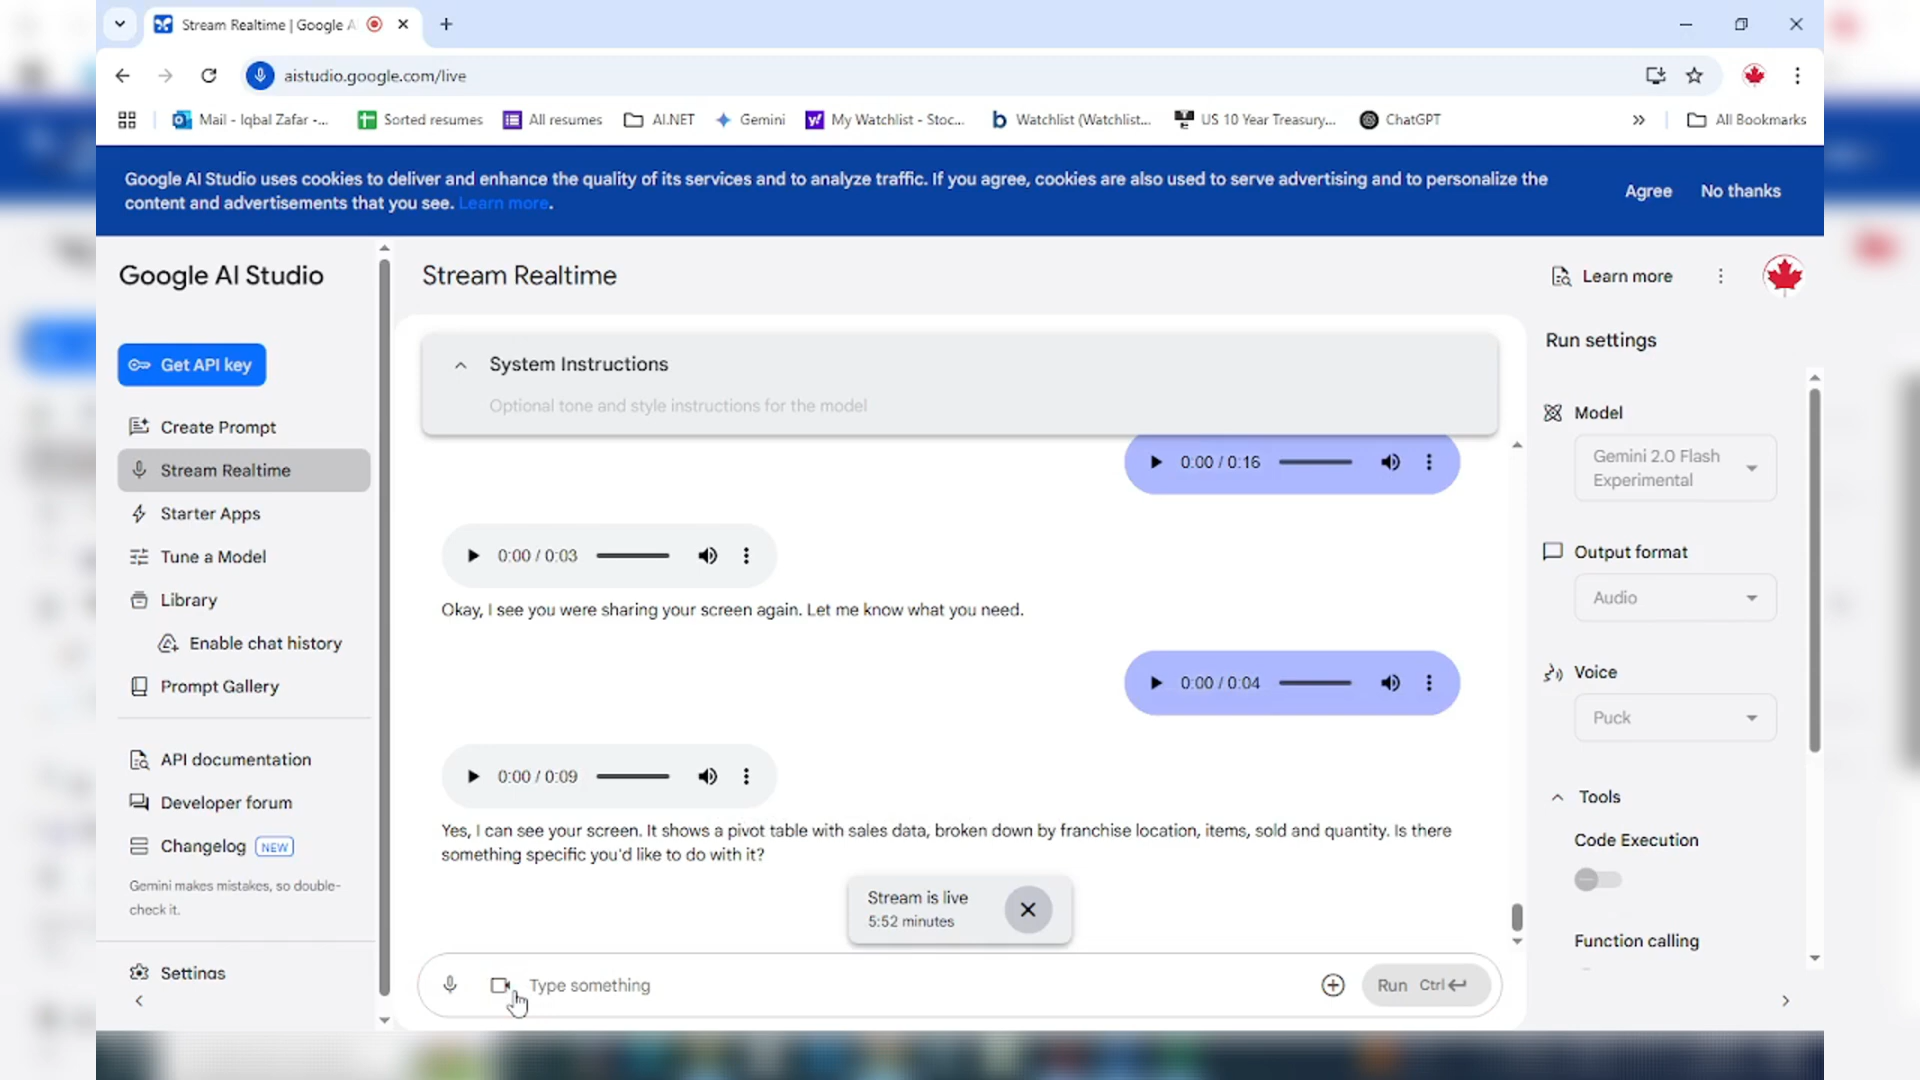 Stream Realtime | Google A
aistudio.google.com/live
Mail - Iqbal Zafar -...
Sorted resumes
All resumes
AI.NET
Gemini
My Watchlist - Stoc...
Watchlist (Watchlist...
US 10 Year Treasury...
ChatGPT
All Bookmarks
Google AI Studio uses cookies to deliver and enhance the quality of its services and to analyze traffic. If you agree, cookies are also used to serve advertising and to personalize the
content and advertisements that you see. Learn more.
Agree
No thanks
Google AI Studio
Get API key
Create Prompt
Stream Realtime
Starter Apps
Tune a Model
Library
Enable chat history
Prompt Gallery
API documentation
Developer forum
Changelog NEW
Gemini makes mistakes, so double-
check it.
Settings
Stream Realtime
Learn more
System Instructions
Optional tone and style instructions for the model
0:00 / 0:16
0:00 / 0:03
Okay, I see you were sharing your screen again. Let me know what you need.
0:00 / 0:04
0:00 / 0:09
Yes, I can see your screen. It shows a pivot table with sales data, broken down by franchise location, items, sold and quantity. Is there
something specific you'd like to do with it?
Stream is live
5:52 minutes
Type something
Run Ctrl
Run settings
Model
Gemini 2.0 Flash
Experimental
Output format
Audio
Voice
Puck
Tools
Code Execution
Function calling